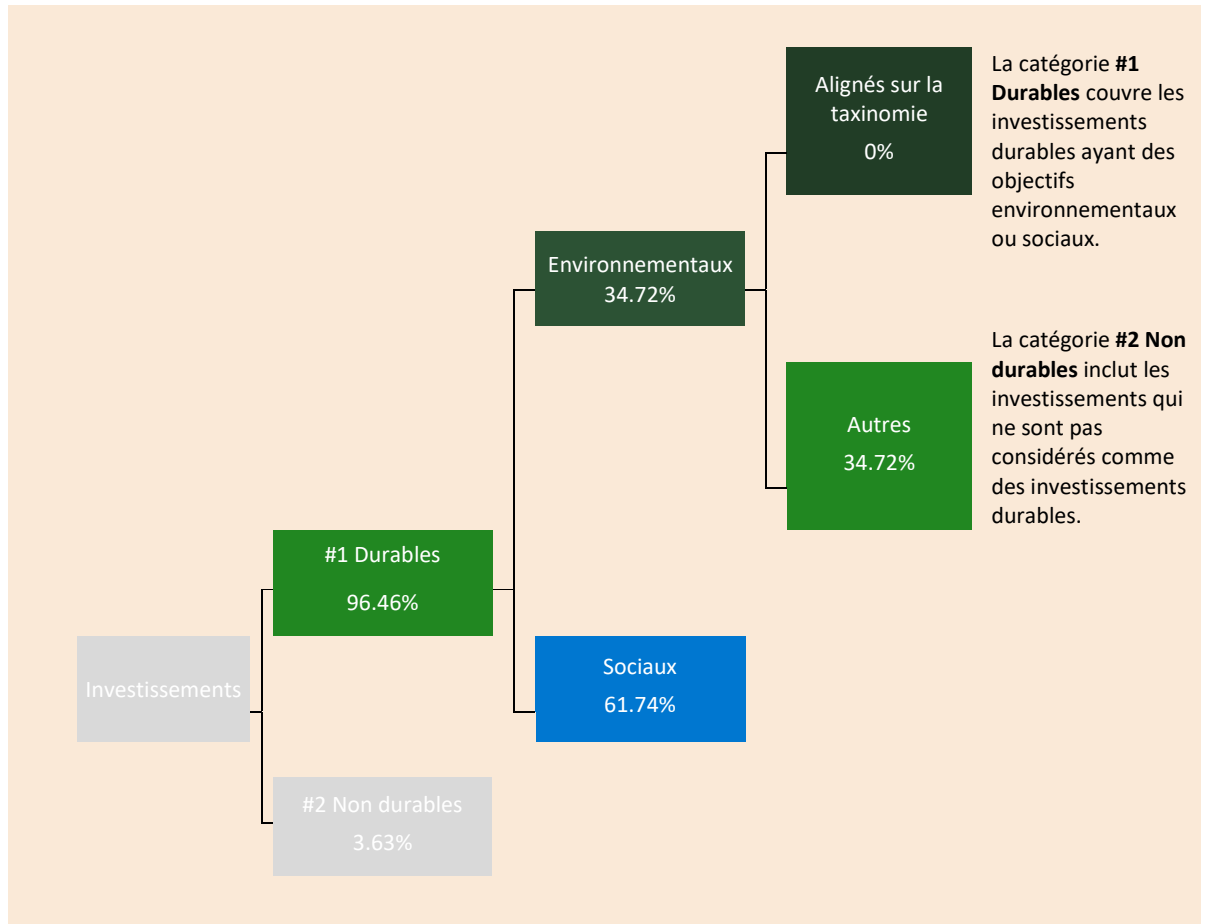 Alignés sur la
taxinomie
0%
La catégorie #1
Durables couvre les
investissements
durables ayant des
objectifs
environnementaux
ou sociaux.
Environnementaux
34.72%
La catégorie #2 Non
durables inclut les
investissements qui
ne sont pas
considérés comme
des investissements
durables.
Autres
34.72%
#1 Durables
96.46%
Investissements
Sociaux
61.74%
#2 Non durables
3.63%